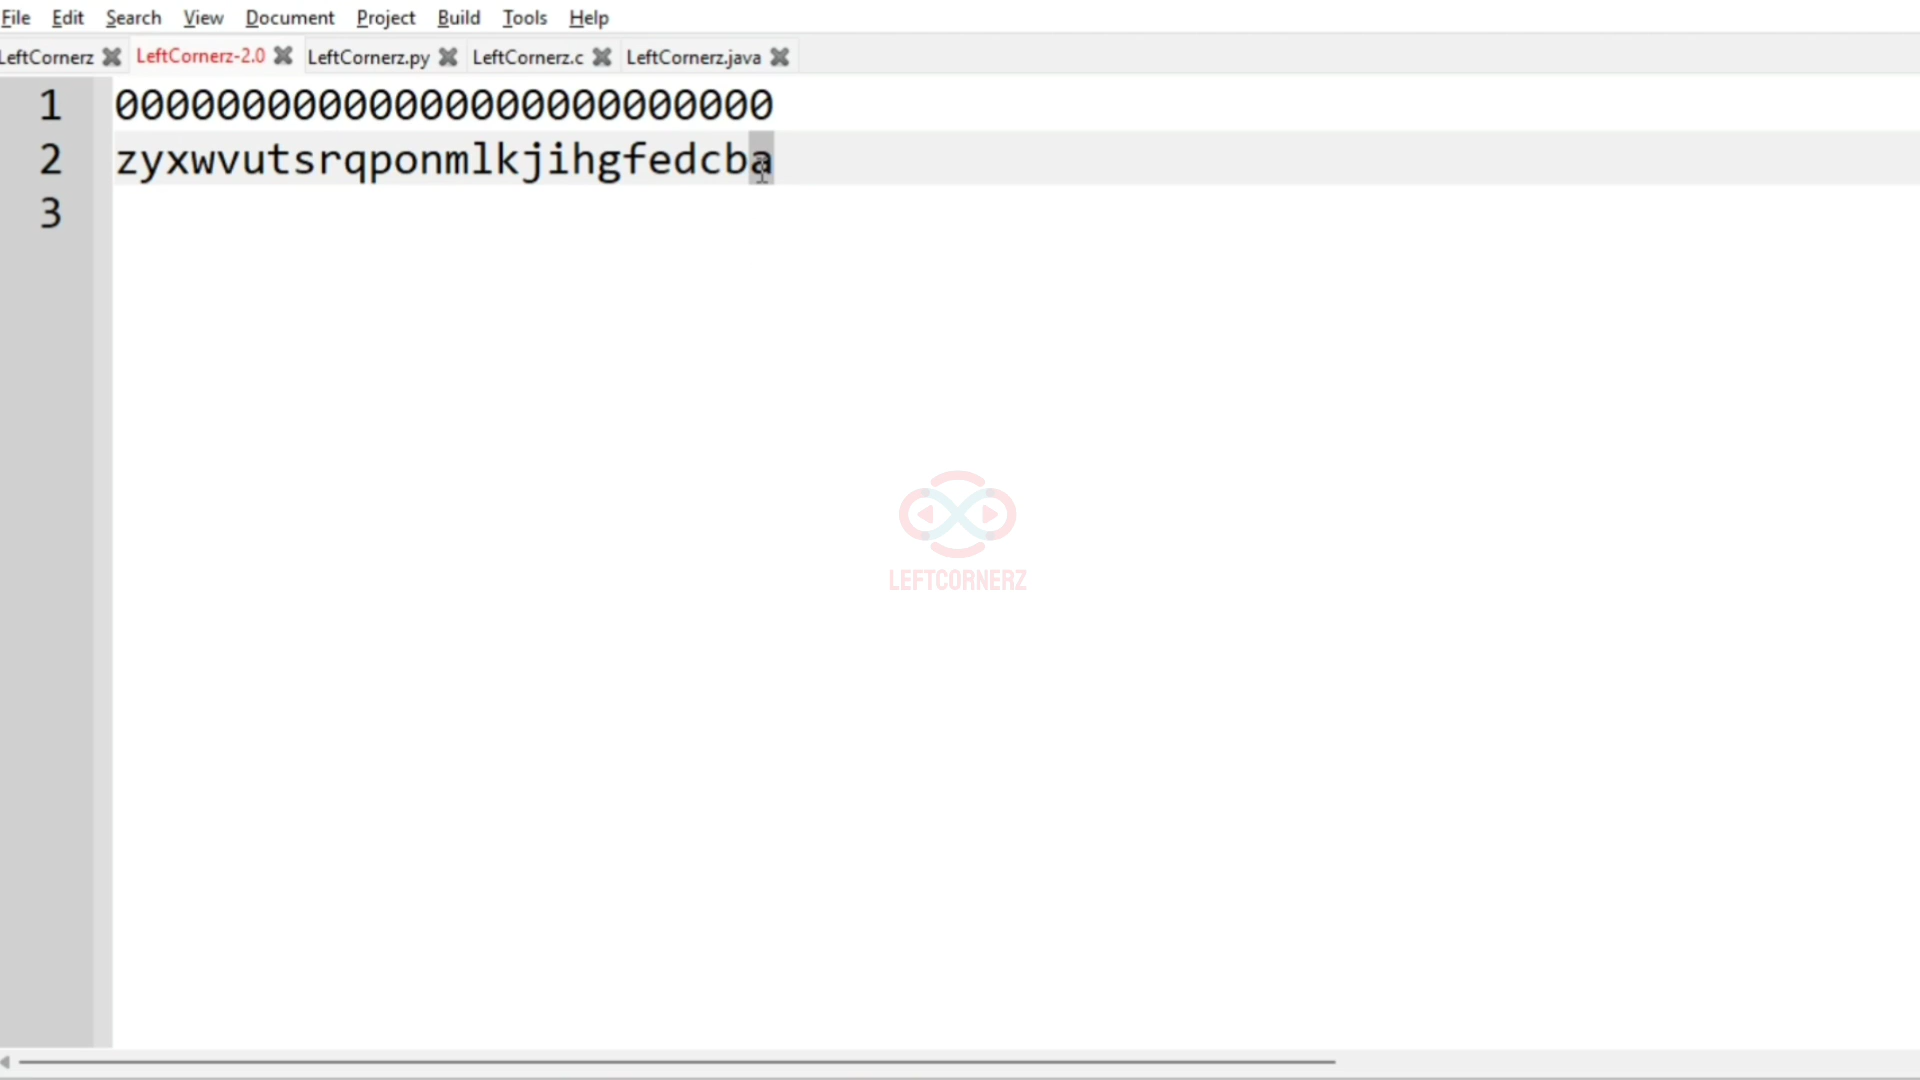 File Edit Search View Document Project Build Tools Help
LeftCornerz LeftCornerz-2.0 LeftCornerz.py LeftCornerz.c LeftCornerz.java
1 00000000000000000000000000
2 zyxwvutsrqponmlkjihgfedcba
3
LEFTCORNERZ